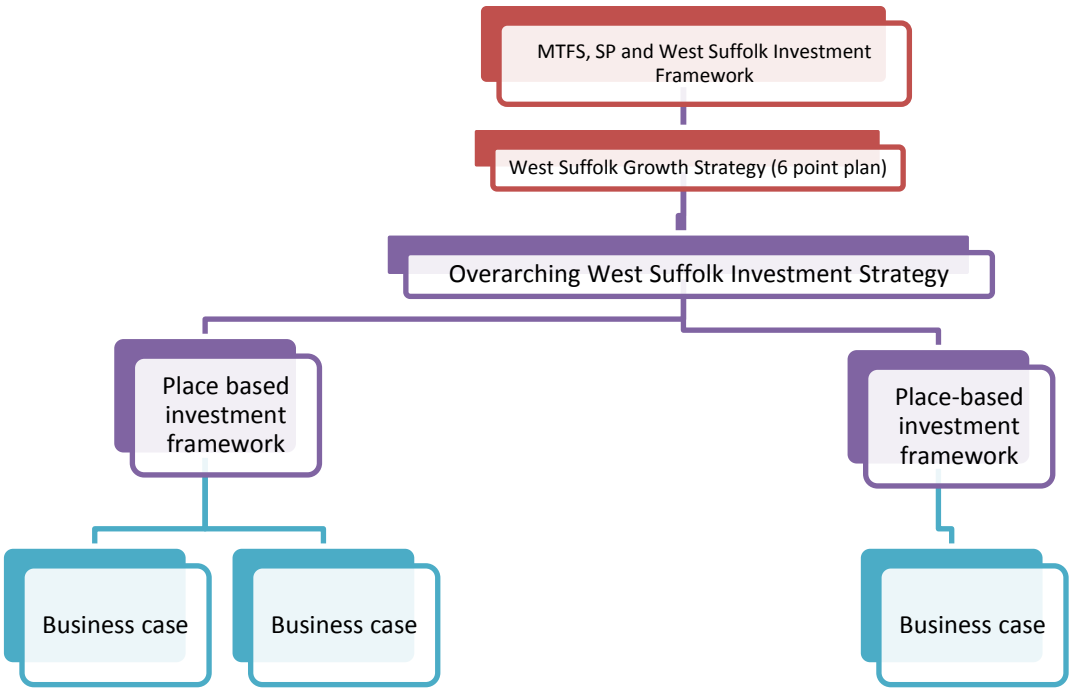 MTFS, SP and West Suffolk Investment
Framework
West Suffolk Growth Strategy (6 point plan)
Overarching West Suffolk Investment Strategy
Place based
investment
framework
Place-based
investment
framework
Business case
Business case
Business case